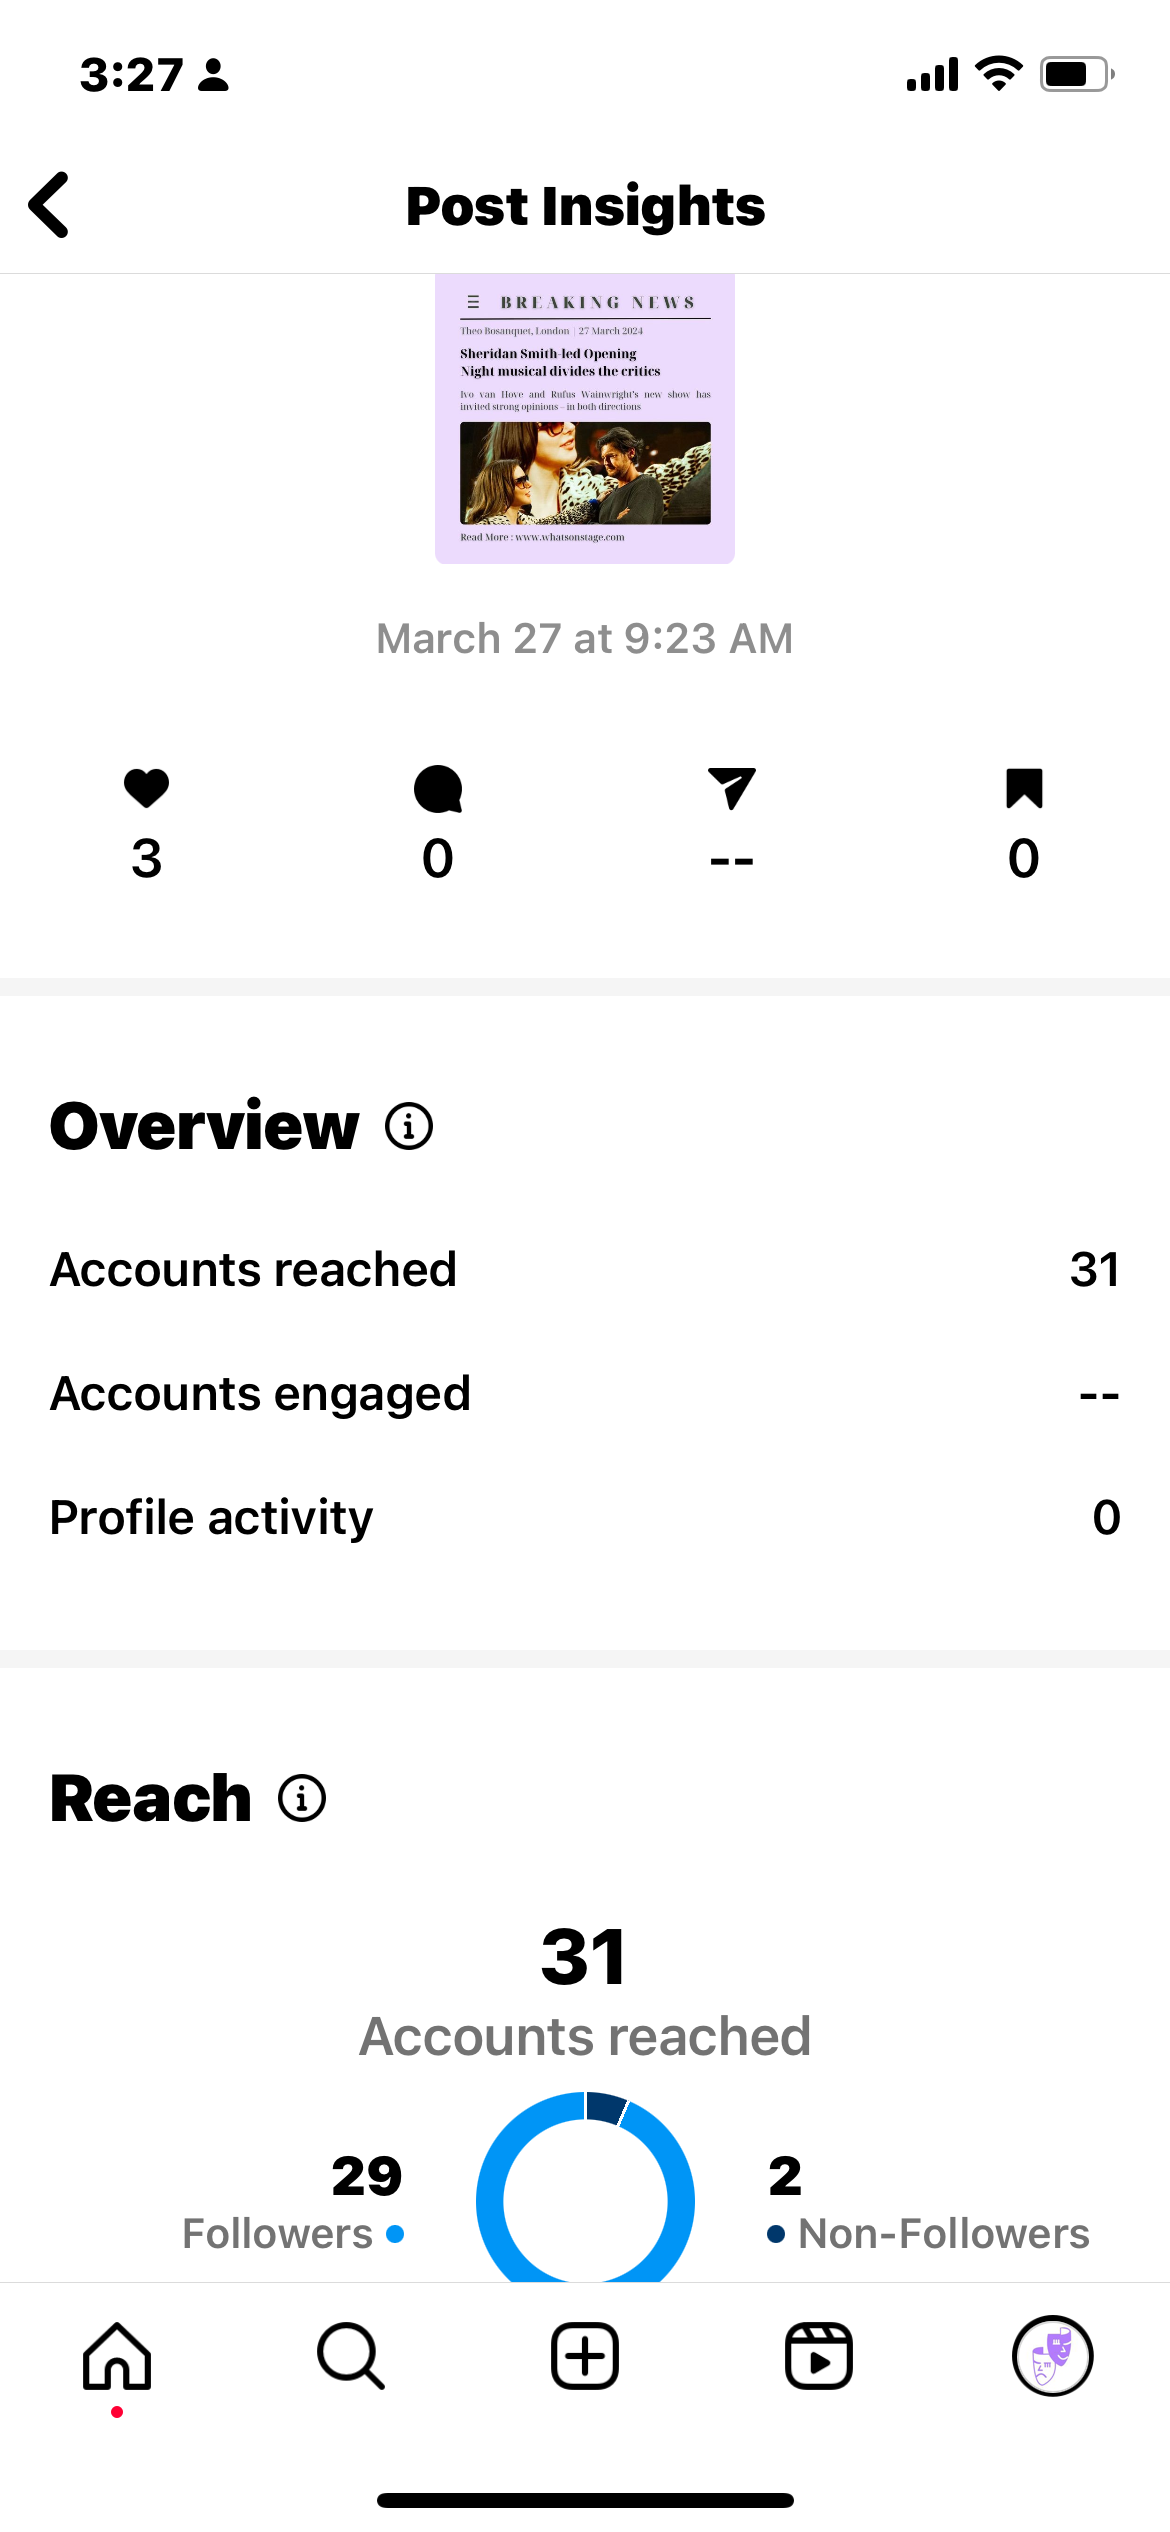 3:27
Post Insights
BREAKING NEWS
Theo Bosanquet, London | 27 March 2024
Sheridan Smith-led Opening
Night musical divides the critics
Ivo van Hove and Rufus Wainwright's new show has
invited strong opinions – in both directions
Read More : www.whatsonstage.com
March 27 at 9:23 AM
3 0 -- 0
Overview
Accounts reached 31
Accounts engaged --
Profile activity 0
Reach
31
Accounts reached
29 2
Followers Non-Followers